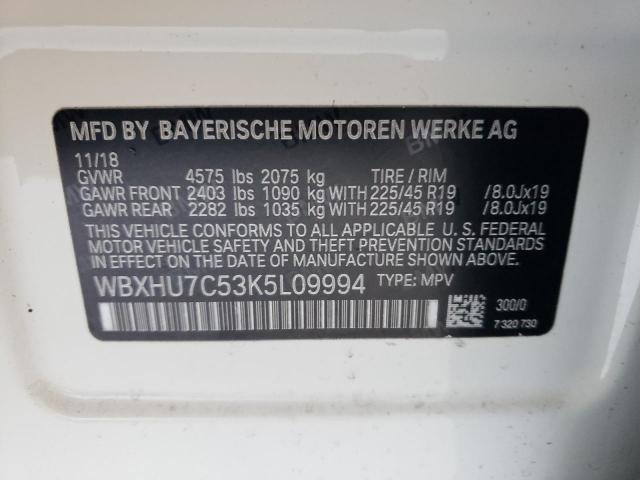 MFD BY BAYERISCHE MOTOREN WERKE AG
11/18
GVWR 4575 lbs 2075 kg TIRE / RIM
GAWR FRONT 2403 lbs 1090 kg WITH 225/45 R19 /8.0Jx19
GAWR REAR 2282 lbs 1035 kg WITH 225/45 R19 /8.0Jx19
THIS VEHICLE CONFORMS TO ALL APPLICABLE U. S. FEDERAL
MOTOR VEHICLE SAFETY, BUMPER AND THEFT PREVENTION
STANDARDS IN EFFECT ON THE DATE OF MANUFACTURE SHOWN ABOVE.
WBXHU7C53K5L09994 TYPE: MPV
300/0
7 320 730